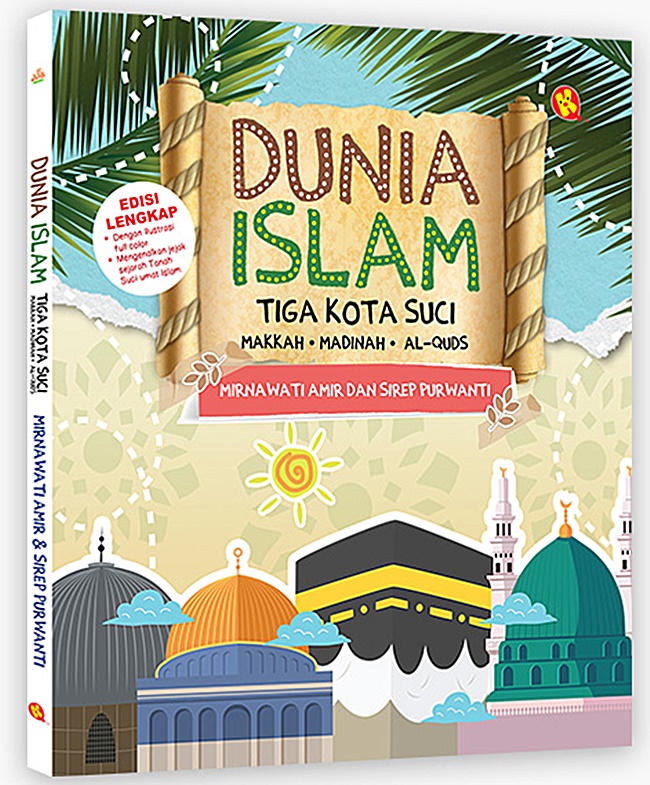 DUNIA
ISLAM
TIGA KOTA SUCI
MAKKAH • MADINAH • AL-QUDS
MIRNAWATI AMIR DAN SIREP PURWANTI
EDISI
LENGKAP
• Dengan ilustrasi
full color
• Mengenalkan jejak
sejarah Tanah
Suci umat Islam
DUNIA ISLAM TIGA KOTA SUCI
MAKKAH • MADINAH • AL-QUDS
MIRNAWATI AMIR & SIREP PURWANTI